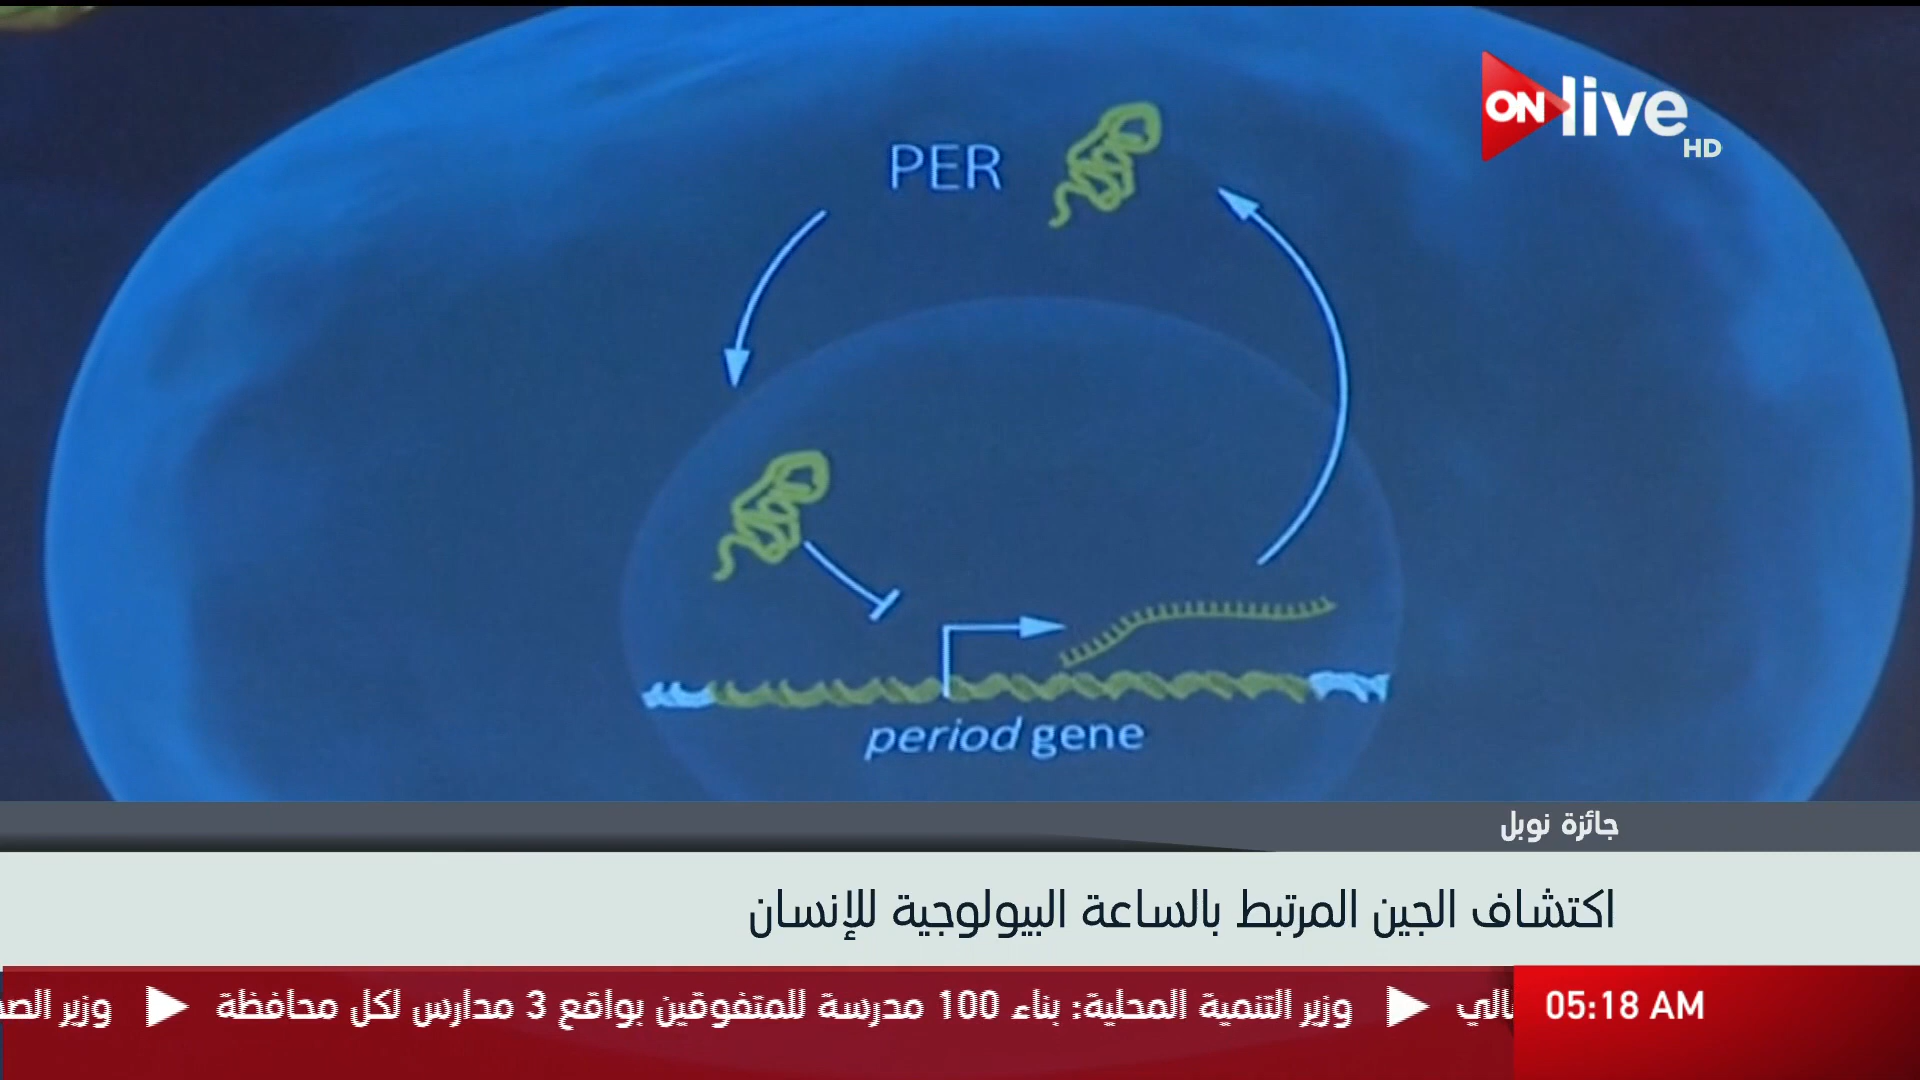 ON live
HD
PER
period gene
جائزة نوبل
اكتشاف الجين المرتبط بالساعة البيولوجية للإنسان
05:18 AM
وزير التنمية المحلية: بناء 100 مدرسة للمتفوقين بواقع 3 مدارس لكل محافظة ◀ وزير